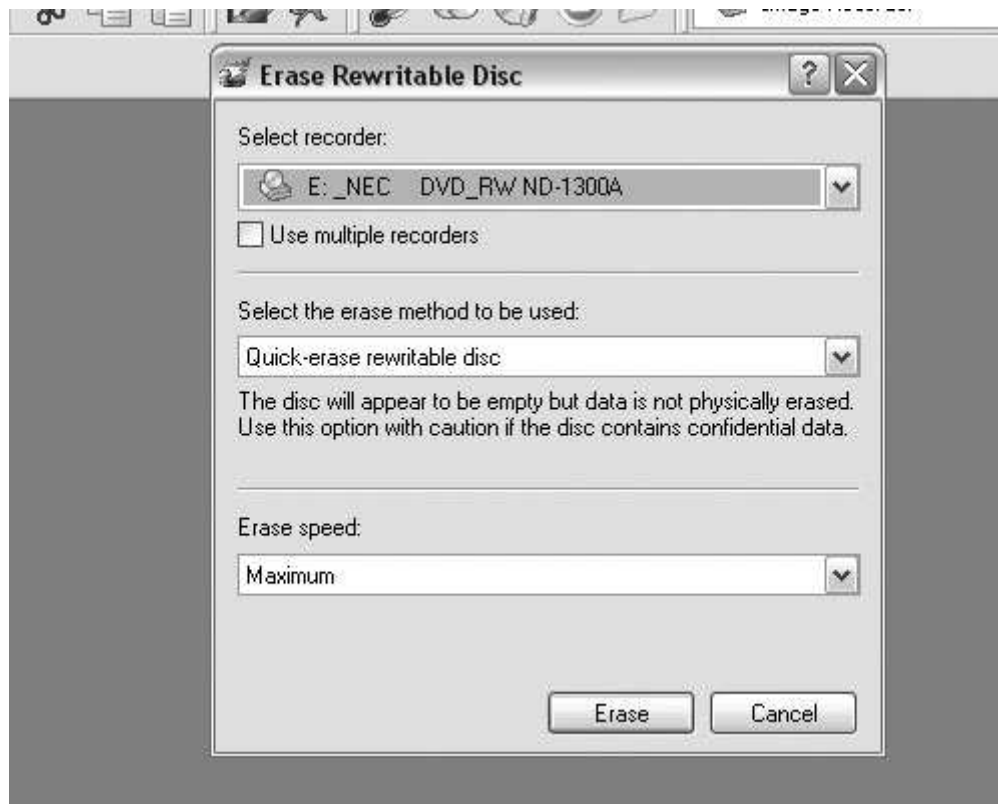 Erase Rewritable Disc
Select recorder:
E: _NEC DVD_RW ND-1300A
Use multiple recorders
Select the erase method to be used:
Quick-erase rewritable disc
The disc will appear to be empty but data is not physically erased.
Use this option with caution if the disc contains confidential data.
Erase speed:
Maximum
Erase
Cancel